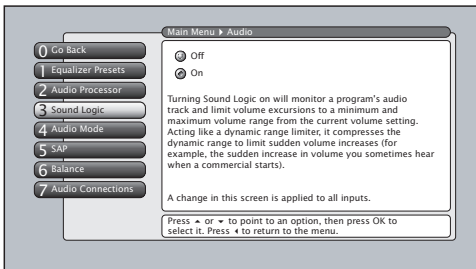 Main Menu ▸ Audio
0 Go Back
1 Equalizer Presets
2 Audio Processor
3 Sound Logic
4 Audio Mode
5 SAP
6 Balance
7 Audio Connections
Off
On
Turning Sound Logic on will monitor a program's audio
track and limit volume excursions to a minimum and
maximum volume range from the current volume setting.
Acting like a dynamic range limiter, it compresses the
dynamic range to limit sudden volume increases (for
example, the sudden increase in volume you sometimes hear
when a commercial starts).
A change in this screen is applied to all inputs.
Press ▴ or ▾ to point to an option, then press OK to
select it. Press ◂ to return to the menu.